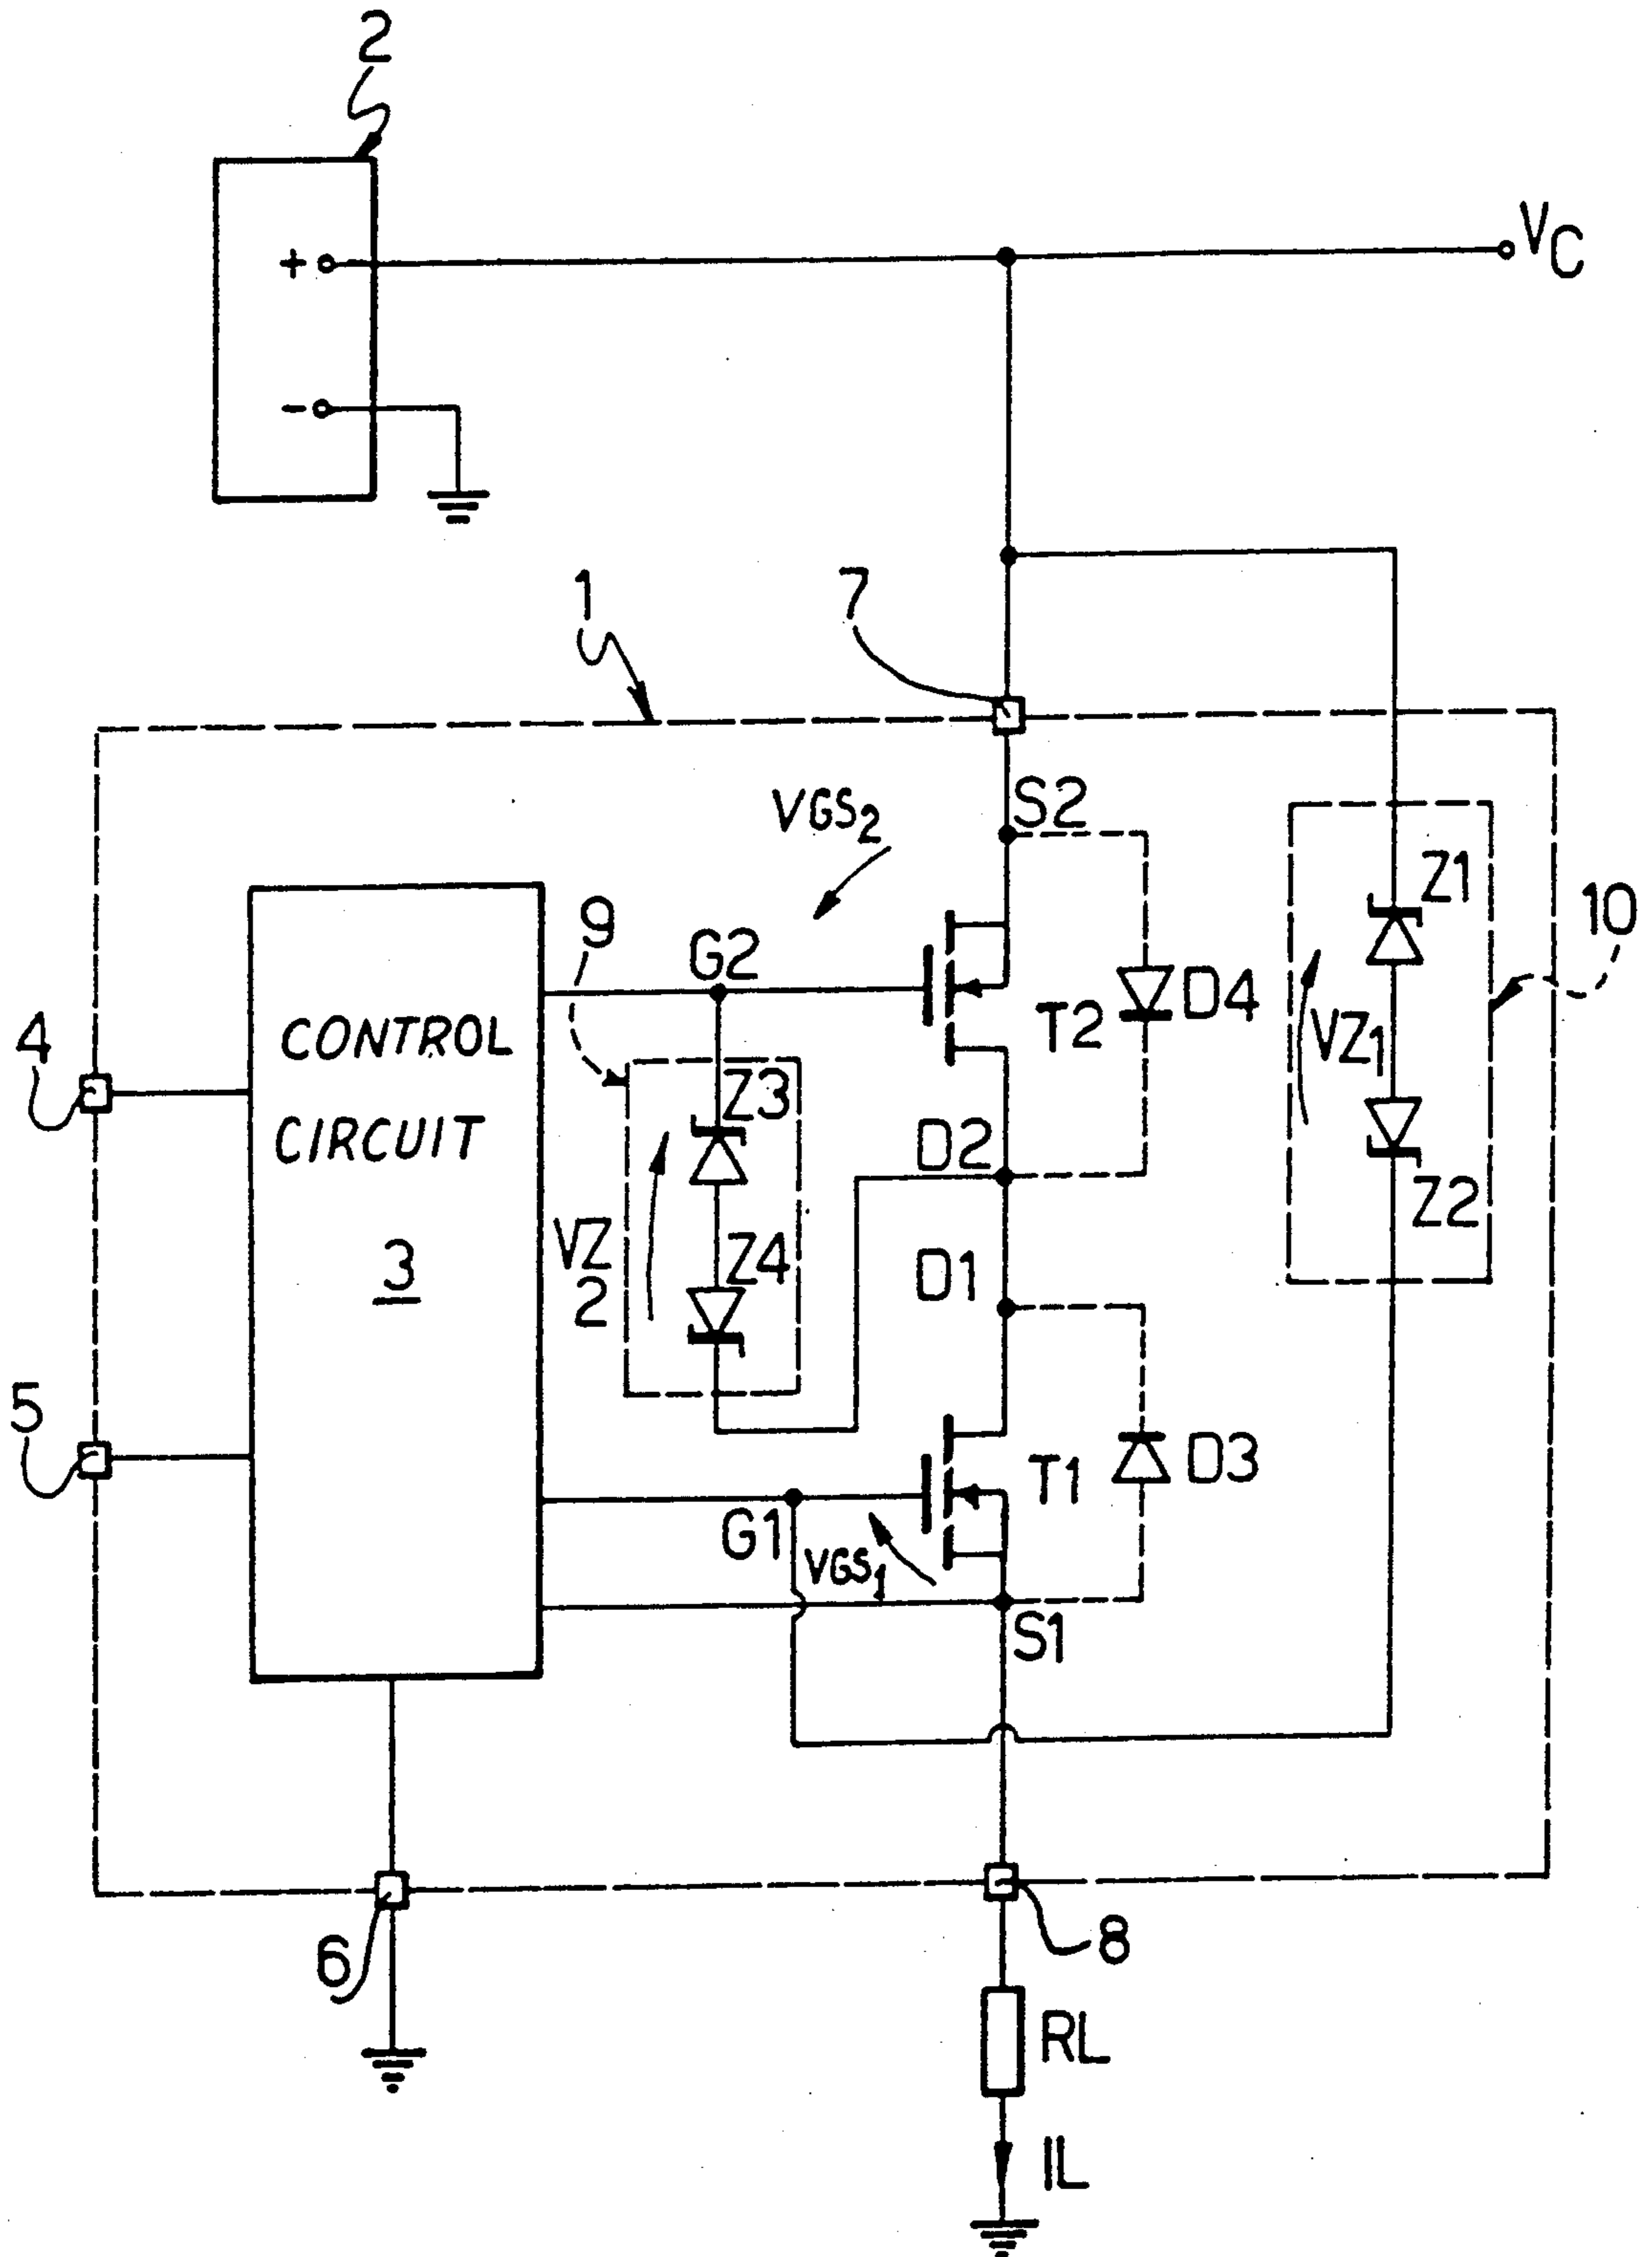 2
+
VC
-
1
7
S2
VGS2
Z1
10
9
G2
CONTROL
CIRCUIT
3
T2
D4
VZ1
4
Z3
D2
Z2
VZ
2
Z4
D1
5
T1
D3
G1
VGS1
S1
6
8
RL
IL